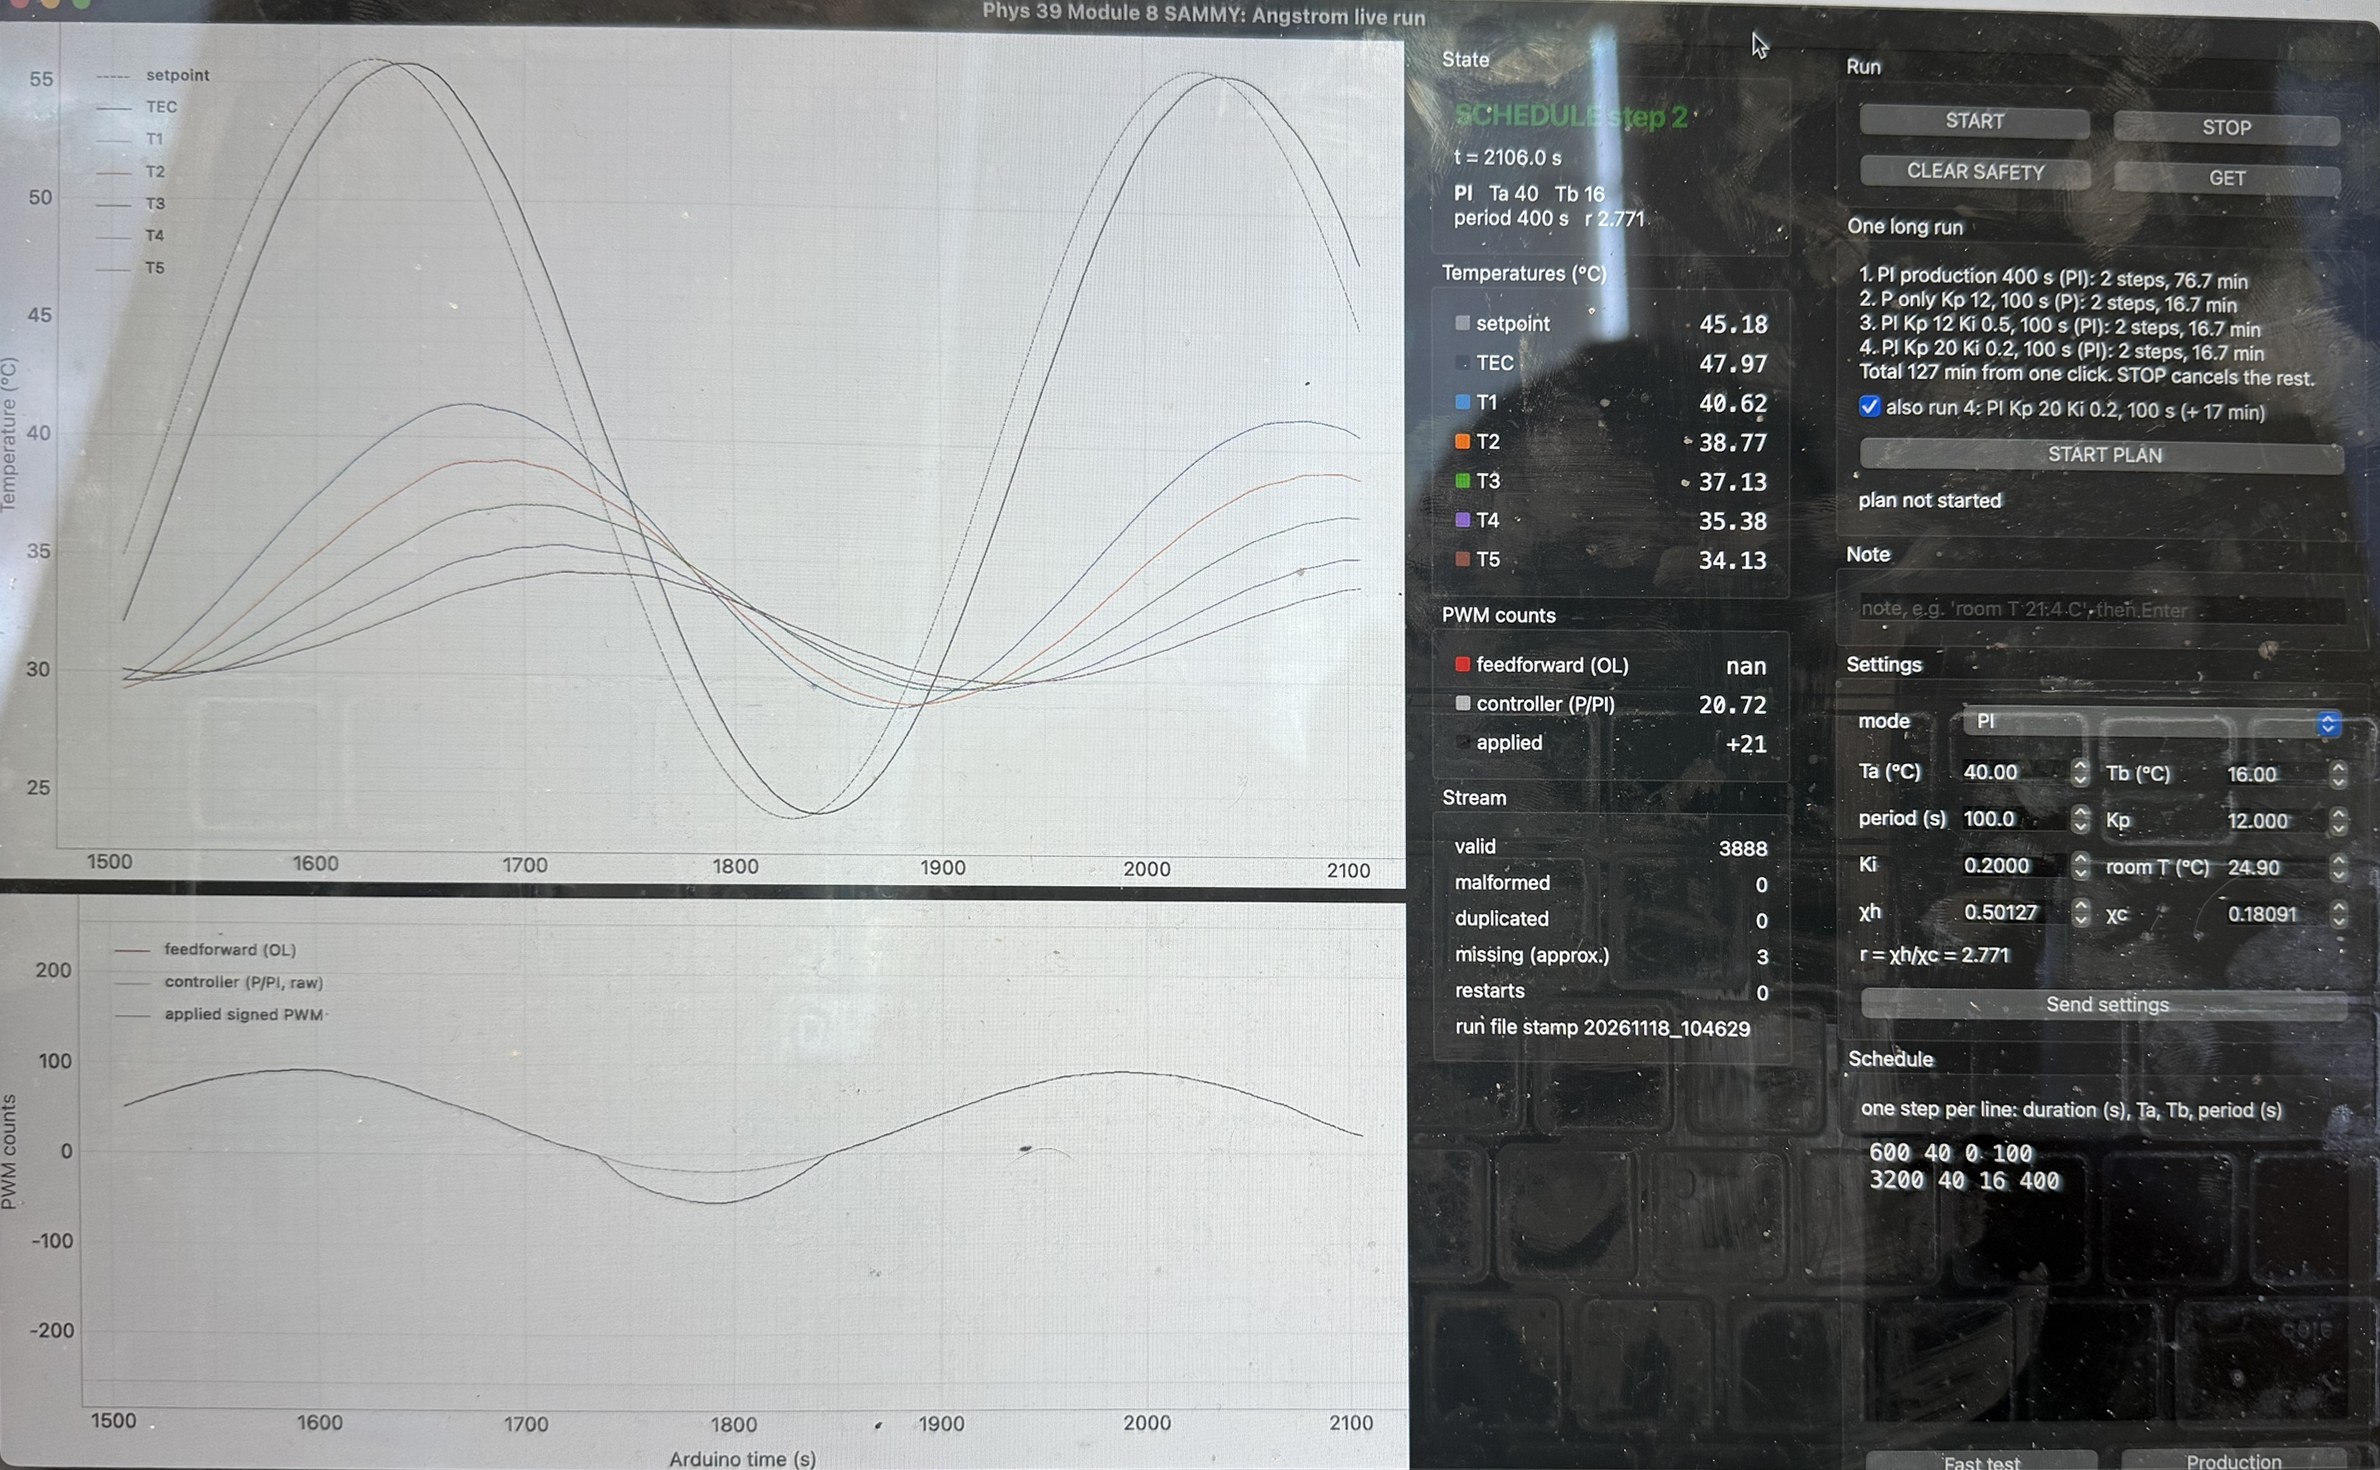 Phys 39 Module 8 SAMMY: Angstrom live run
Temperature (°C)
55
50
45
40
35
30
25
setpoint
TEC
T1
T2
T3
T4
T5
1500 1600 1700 1800 1900 2000 2100
PWM counts
200
100
0
-100
-200
feedforward (OL)
controller (P/PI, raw)
applied signed PWM
1500 1600 1700 1800 1900 2000 2100
Arduino time (s)
State
SCHEDULE step 2
t = 2106.0 s
PI Ta 40 Tb 16
period 400 s r 2.771
Temperatures (°C)
setpoint 45.18
TEC 47.97
T1 40.62
T2 38.77
T3 37.13
T4 35.38
T5 34.13
PWM counts
feedforward (OL) nan
controller (P/PI) 20.72
applied +21
Stream
valid 3888
malformed 0
duplicated 0
missing (approx.) 3
restarts 0
run file stamp 20261118_104629
Run
START STOP
CLEAR SAFETY GET
One long run
1. PI production 400 s (PI): 2 steps, 76.7 min
2. P only Kp 12, 100 s (P): 2 steps, 16.7 min
3. PI Kp 12 Ki 0.5, 100 s (PI): 2 steps, 16.7 min
4. PI Kp 20 Ki 0.2, 100 s (PI): 2 steps, 16.7 min
Total 127 min from one click. STOP cancels the rest.
also run 4: PI Kp 20 Ki 0.2, 100 s (+ 17 min)
START PLAN
plan not started
Note
note, e.g. 'room T 21.4 C', then Enter
Settings
mode PI
Ta (°C) 40.00 Tb (°C) 16.00
period (s) 100.0 Kp 12.000
Ki 0.2000 room T (°C) 24.90
χh 0.50127 χc 0.18091
r = χh/χc = 2.771
Send settings
Schedule
one step per line: duration (s), Ta, Tb, period (s)
600 40 0 100
3200 40 16 400
Fast test Production